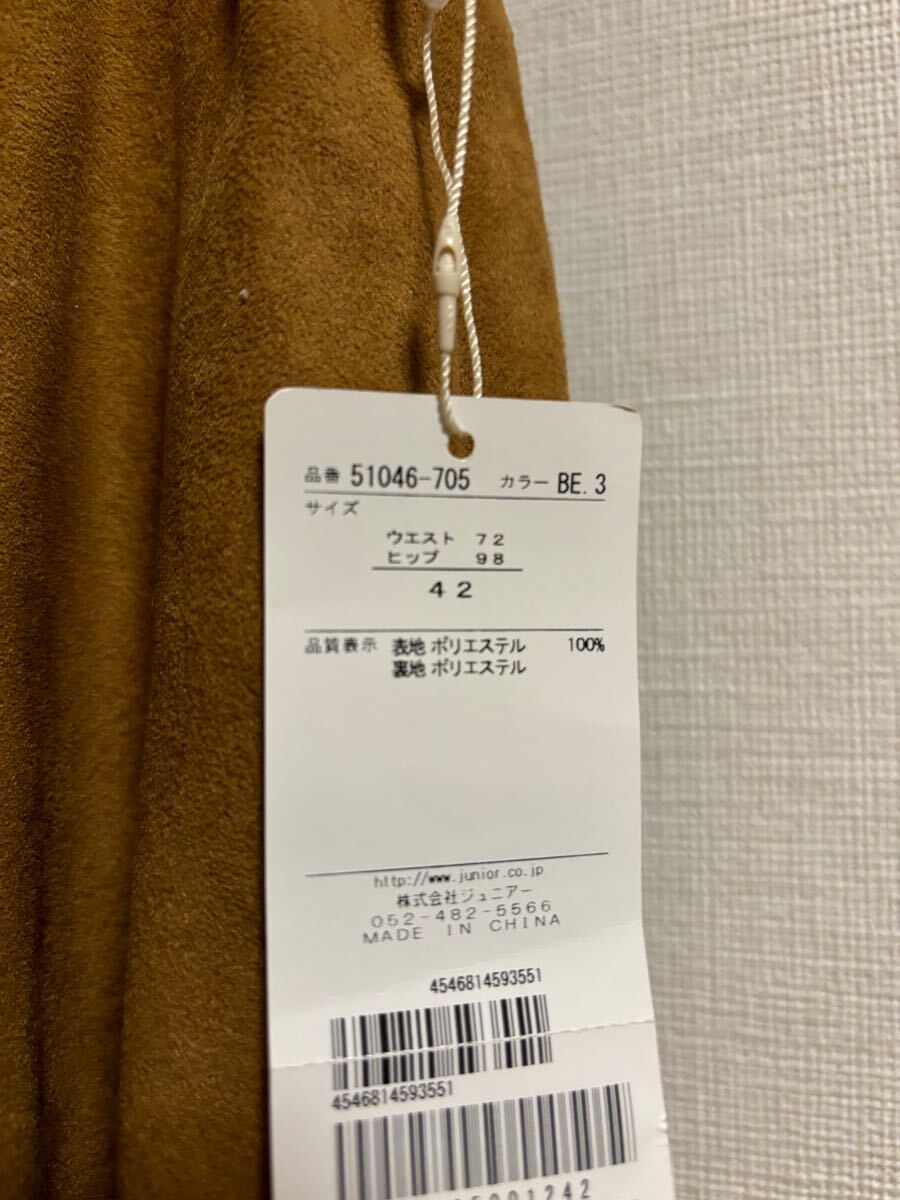 品番 51046-705 カラー BE.3
サイズ
ウエスト 72
ヒップ 98
42
品質表示 表地 ポリエステル 100%
裏地 ポリエステル
http://www.junior.co.jp
株式会社ジュニアー
052-482-5566
MADE IN CHINA
4546814593551
4546814593551